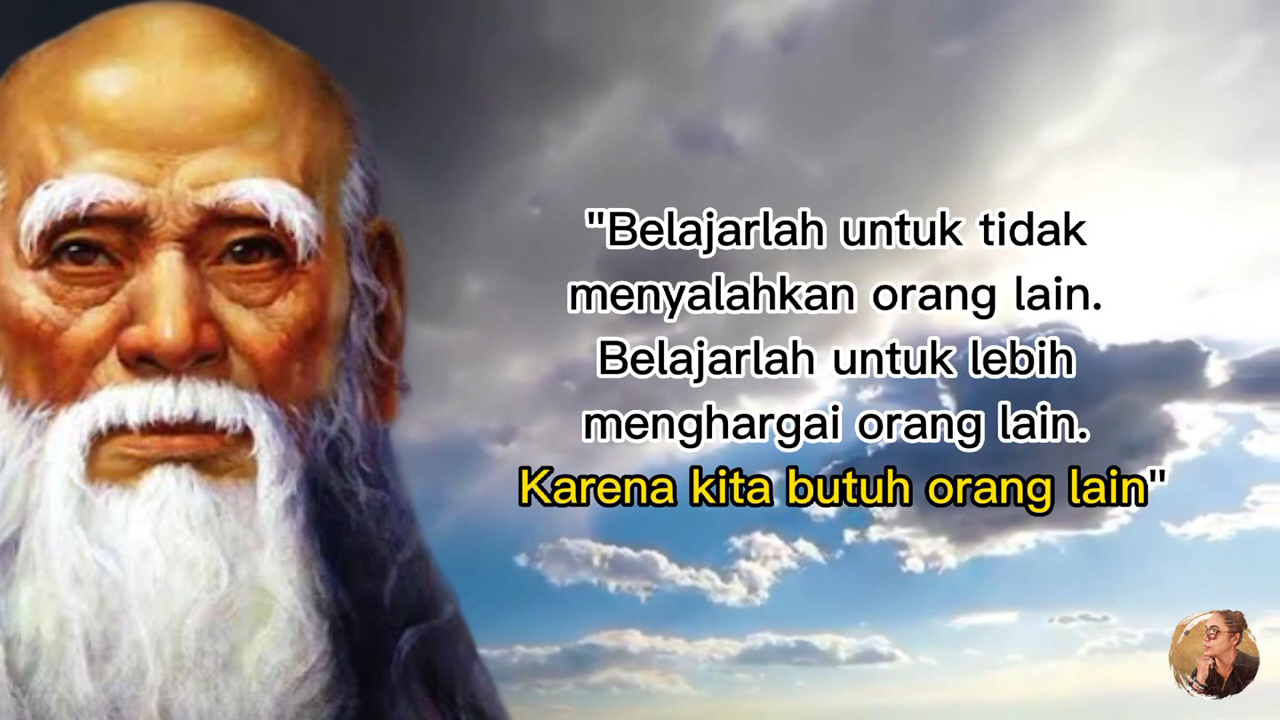 "Belajarlah untuk tidak
menyalahkan orang lain.
Belajarlah untuk lebih
menghargai orang lain.
Karena kita butuh orang lain"